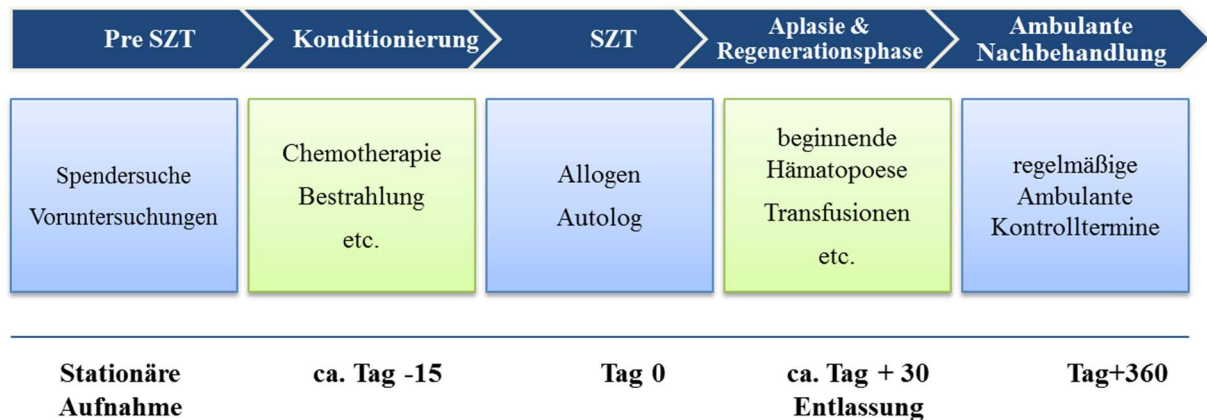 Pre SZT
Konditionierung
SZT
Aplasie &
Regenerationsphase
Ambulante
Nachbehandlung
Spendersuche
Voruntersuchungen
Chemotherapie
Bestrahlung
etc.
Allogen
Autolog
beginnende
Hämatopoese
Transfusionen
etc.
regelmäßige
Ambulante
Kontrolltermine
Stationäre
Aufnahme
ca. Tag -15
Tag 0
ca. Tag + 30
Entlassung
Tag+360